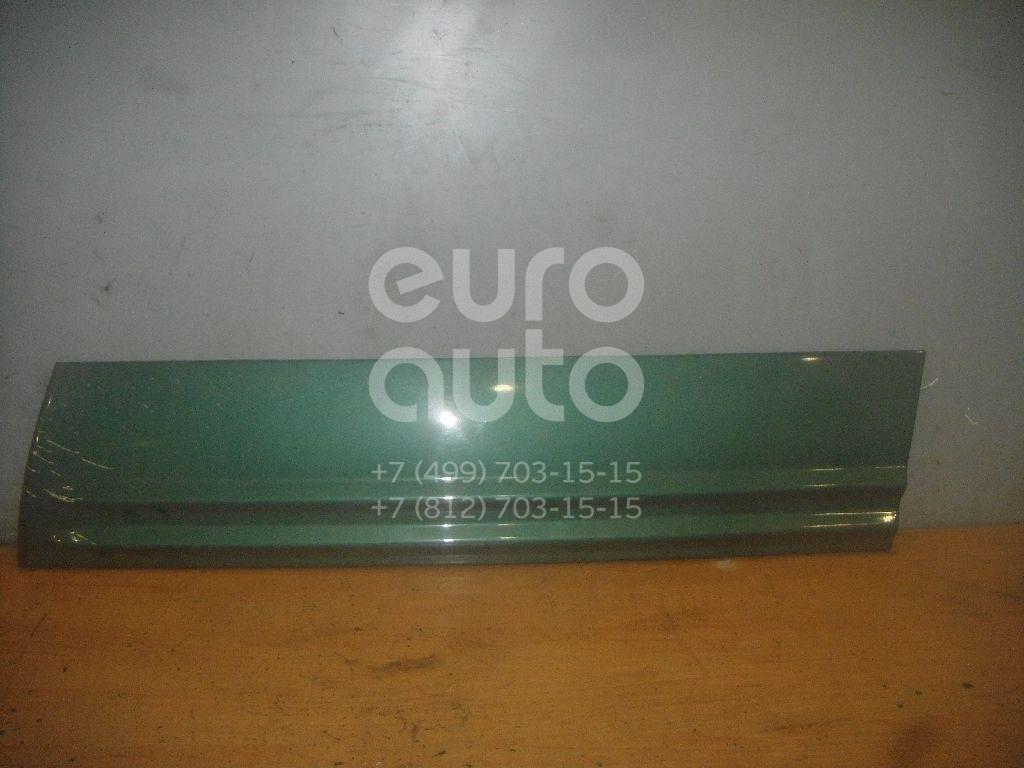 euro
auto
+7 (499) 703-15-15
+7 (812) 703-15-15